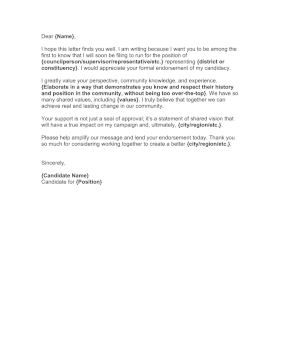 Dear {Name},
I hope this letter finds you well. I am writing because I want you to be among the
first to know that I will soon be filing to run for the position of
{councilperson/supervisor/representative/etc.} representing {district or
constituency}. I would appreciate your formal endorsement of my candidacy.
I greatly value your perspective, community knowledge, and experience.
{Elaborate in a way that demonstrates you know and respect their history
and position in the community, without being too over-the-top}. We have so
many shared values, including {values}. I truly believe that together we can
achieve real and lasting change in our community.
Your support is not just a seal of approval; it's a statement of shared vision that
will have a true impact on my campaign and, ultimately, {city/region/etc.}.
Please help amplify our message and lend your endorsement today. Thank you
so much for considering working together to create a better {city/region/etc.}.
Sincerely,
{Candidate Name}
Candidate for {Position}